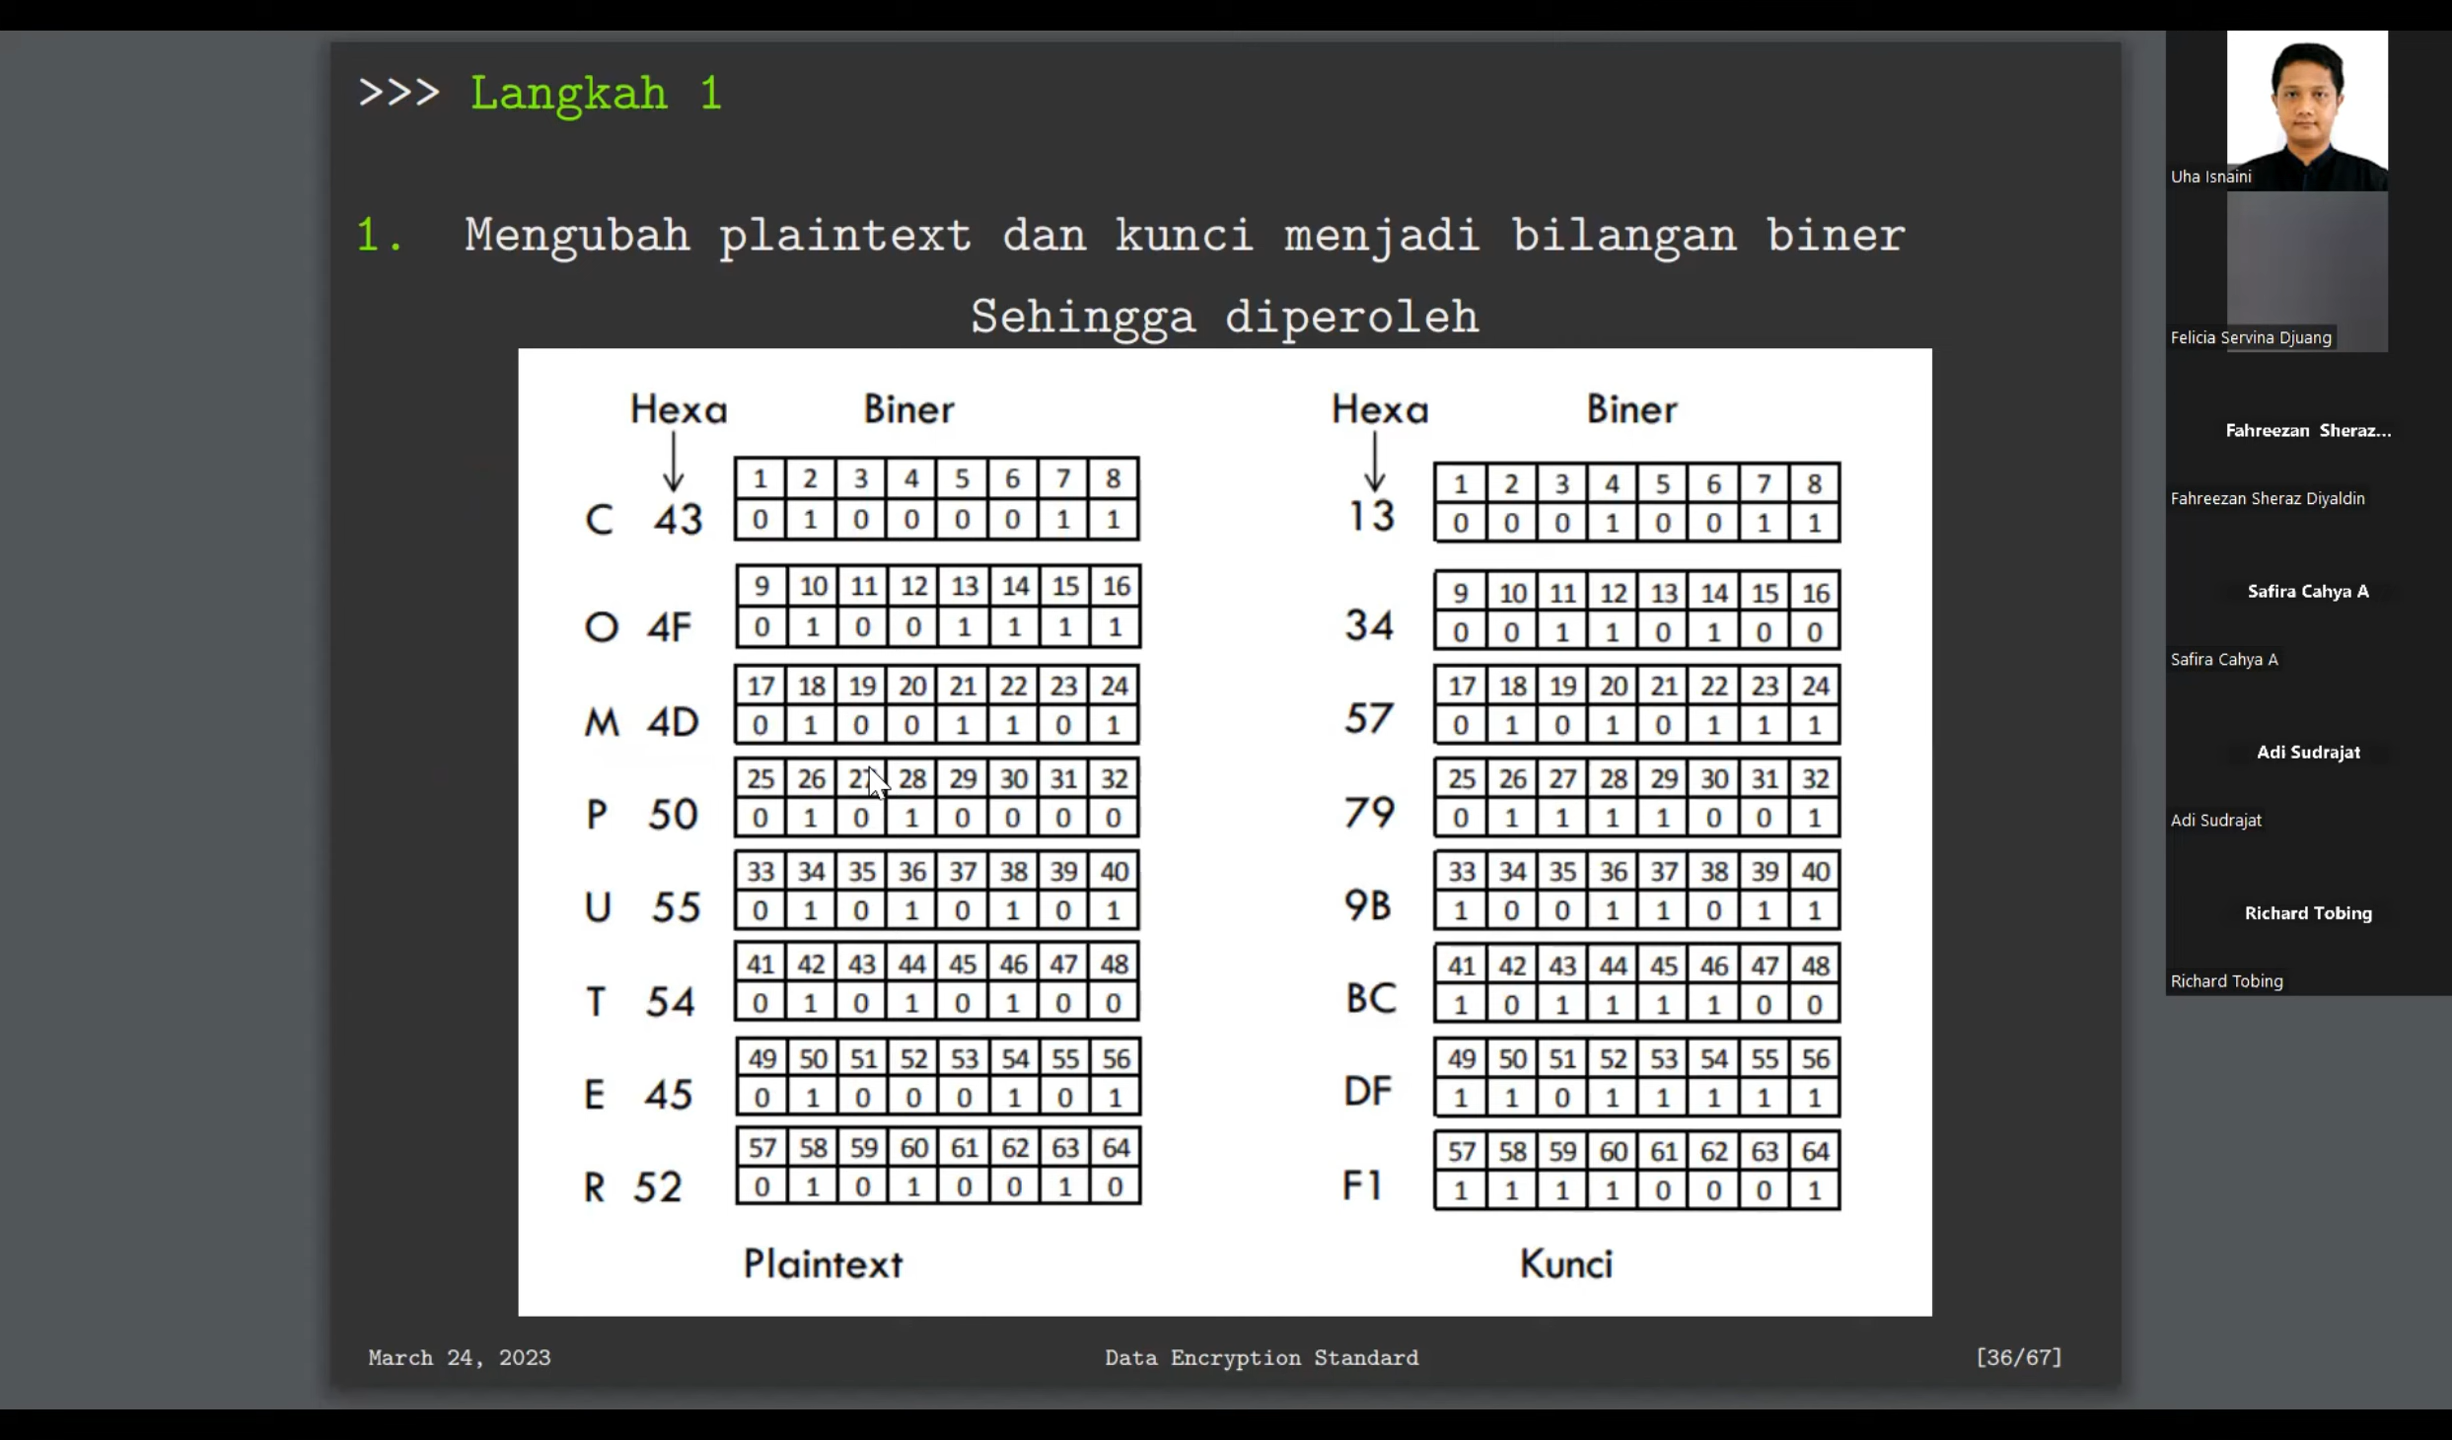 >>> Langkah 1
1. Mengubah plaintext dan kunci menjadi bilangan biner
Sehingga diperoleh
Hexa Biner
1 2 3 4 5 6 7 8
C 43 0 1 0 0 0 0 1 1
9 10 11 12 13 14 15 16
O 4F 0 1 0 0 1 1 1 1
17 18 19 20 21 22 23 24
M 4D 0 1 0 0 1 1 0 1
25 26 27 28 29 30 31 32
P 50 0 1 0 1 0 0 0 0
33 34 35 36 37 38 39 40
U 55 0 1 0 1 0 1 0 1
41 42 43 44 45 46 47 48
T 54 0 1 0 1 0 1 0 0
49 50 51 52 53 54 55 56
E 45 0 1 0 0 0 1 0 1
57 58 59 60 61 62 63 64
R 52 0 1 0 1 0 0 1 0
Plaintext
Hexa Biner
1 2 3 4 5 6 7 8
13 0 0 0 1 0 0 1 1
9 10 11 12 13 14 15 16
34 0 0 1 1 0 1 0 0
17 18 19 20 21 22 23 24
57 0 1 0 1 0 1 1 1
25 26 27 28 29 30 31 32
79 0 1 1 1 1 0 0 1
33 34 35 36 37 38 39 40
9B 1 0 0 1 1 0 1 1
41 42 43 44 45 46 47 48
BC 1 0 1 1 1 1 0 0
49 50 51 52 53 54 55 56
DF 1 1 0 1 1 1 1 1
57 58 59 60 61 62 63 64
F1 1 1 1 1 0 0 0 1
Kunci
March 24, 2023 Data Encryption Standard [36/67]
Uha Isnaini
Felicia Servina Djuang
Fahreezan Sheraz...
Fahreezan Sheraz Diyaldin
Safira Cahya A
Safira Cahya A
Adi Sudrajat
Adi Sudrajat
Richard Tobing
Richard Tobing